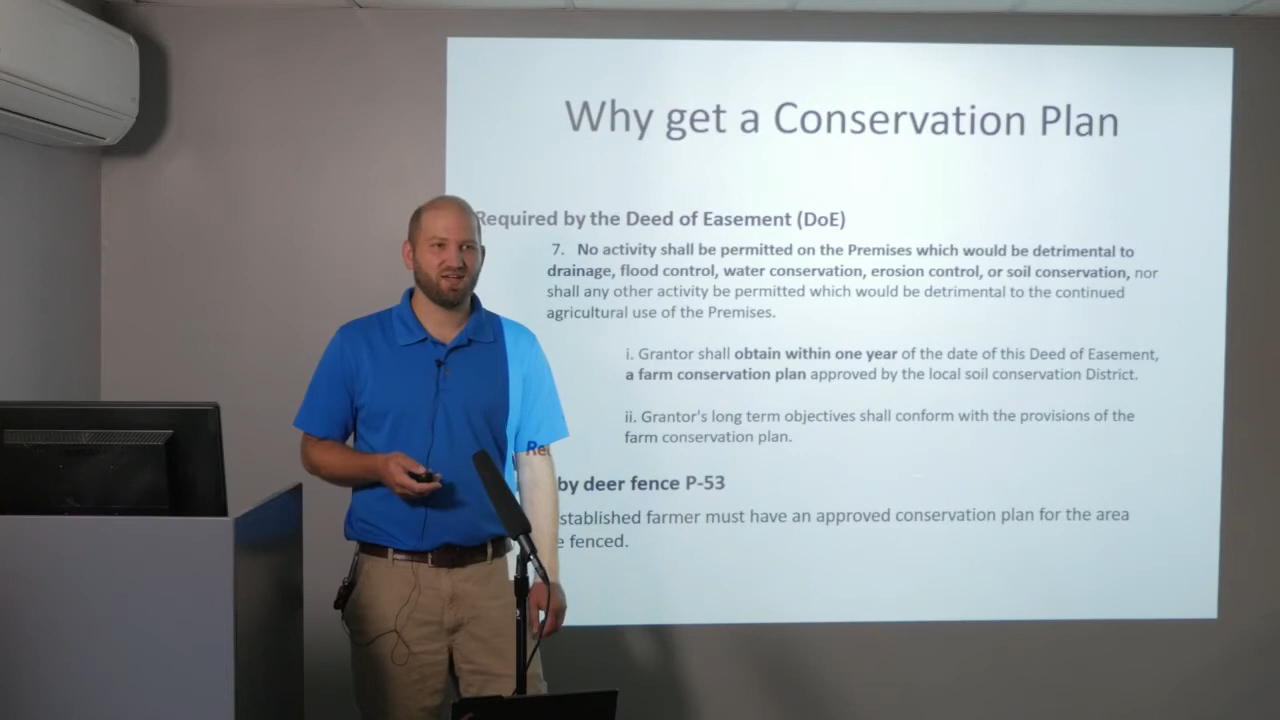 Why get a Conservation Plan
Required by the Deed of Easement (DoE)
7. No activity shall be permitted on the Premises which would be detrimental to
drainage, flood control, water conservation, erosion control, or soil conservation, nor
shall any other activity be permitted which would be detrimental to the continued
agricultural use of the Premises.
i. Grantor shall obtain within one year of the date of this Deed of Easement,
a farm conservation plan approved by the local soil conservation District.
ii. Grantor's long term objectives shall conform with the provisions of the
farm conservation plan.
Re
by deer fence P-53
stablished farmer must have an approved conservation plan for the area
e fenced.